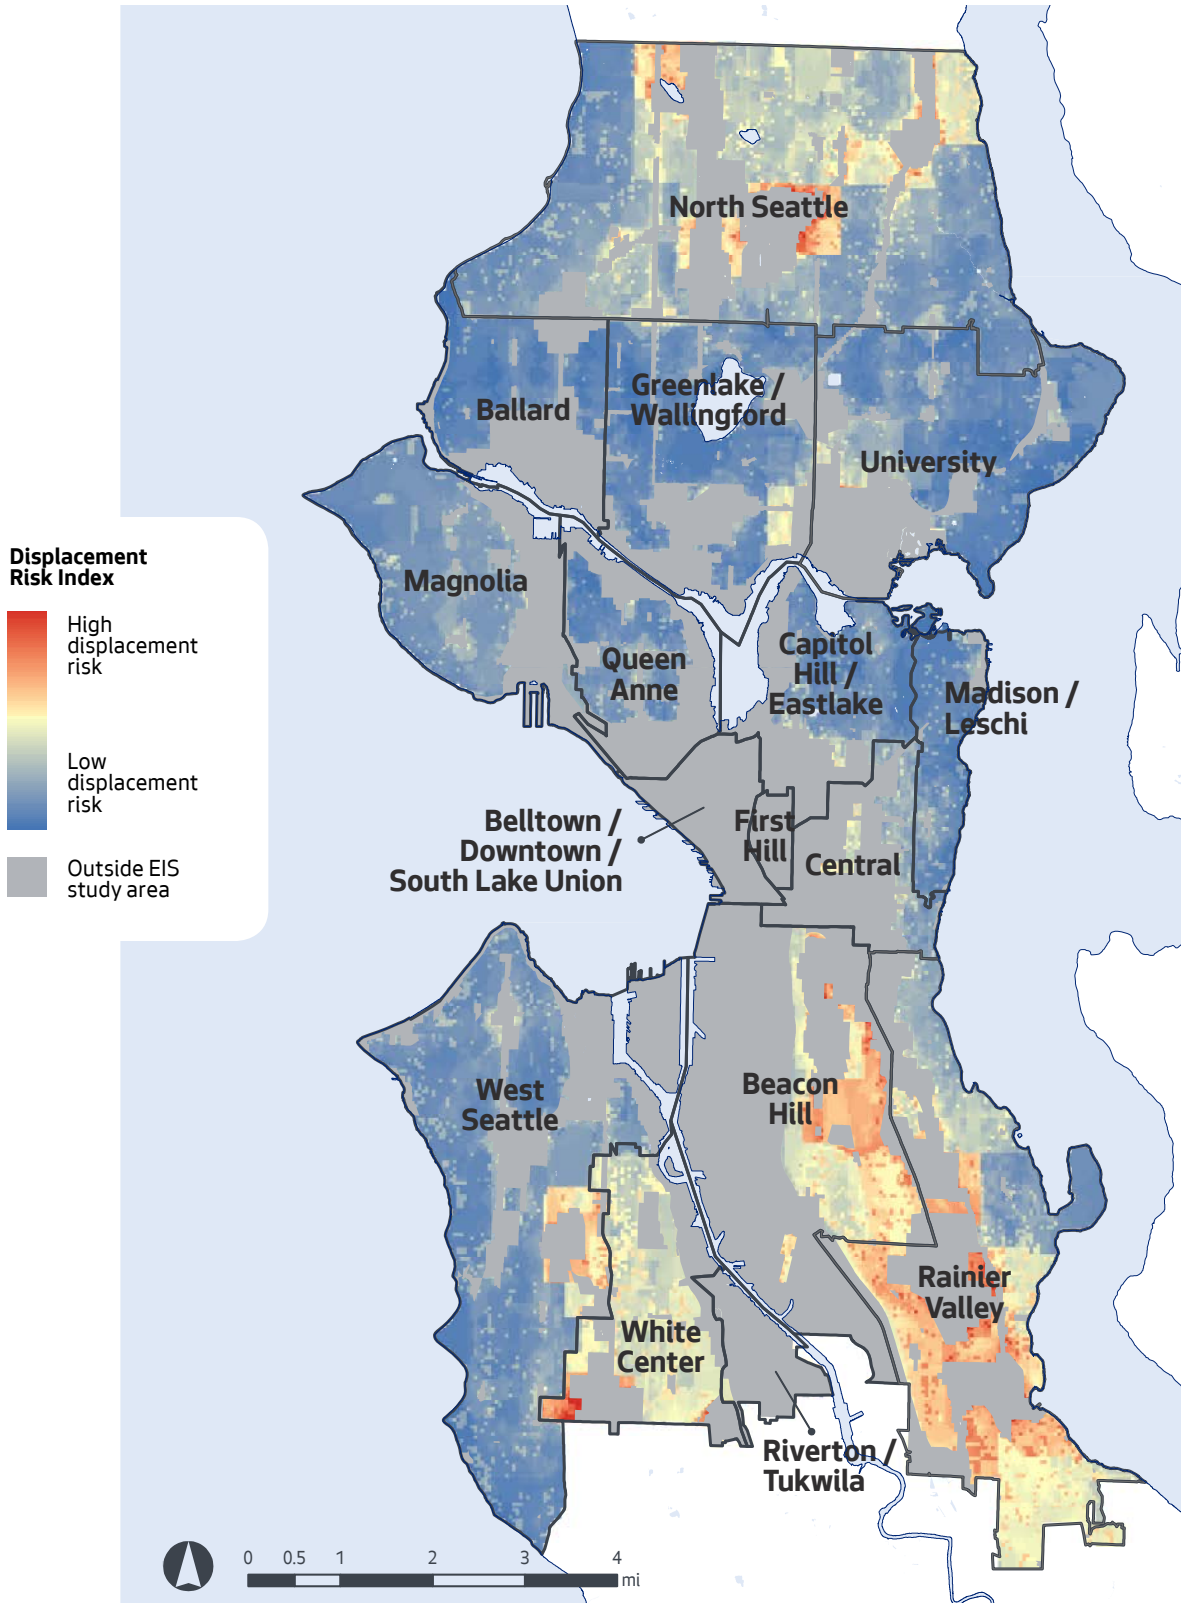 North Seattle
Greenlake /
Wallingford
Ballard
University
Displacement
Risk Index
High
displacement
risk
Low
displacement
risk
Outside EIS
study area
Magnolia
Queen
Anne
Capitol
Hill /
Eastlake
Madison /
Leschi
Belltown /
Downtown /
South Lake Union
First
Hill
Central
West
Seattle
Beacon
Hill
Rainier
Valley
White
Center
Riverton /
Tukwila
0 0.5 1 2 3 4
mi